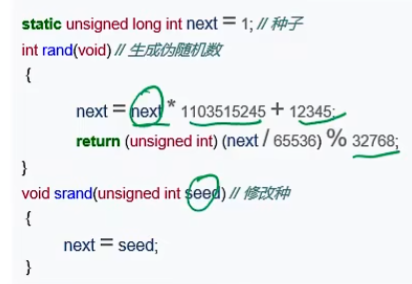 static unsigned long int next = 1; // 种子
int rand(void) // 生成伪随机数
{
next = next * 1103515245 + 12345;
return (unsigned int) (next / 65536) % 32768;
}
void srand(unsigned int seed) // 修改种
{
next = seed;
}